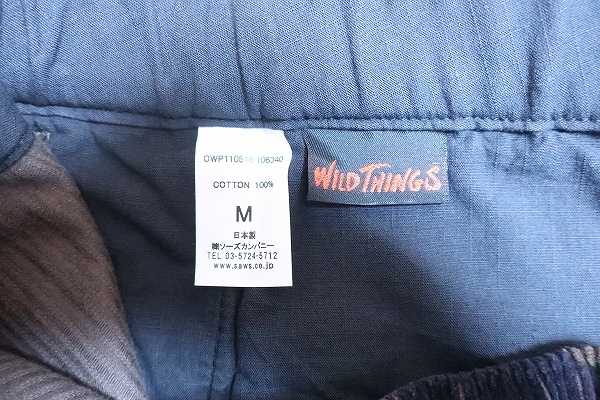 OWP110518-106340
COTTON 100%
M
日本製
㈱ソーズカンパニー
TEL 03-5724-5712
www.saws.co.jp
WILD THINGS